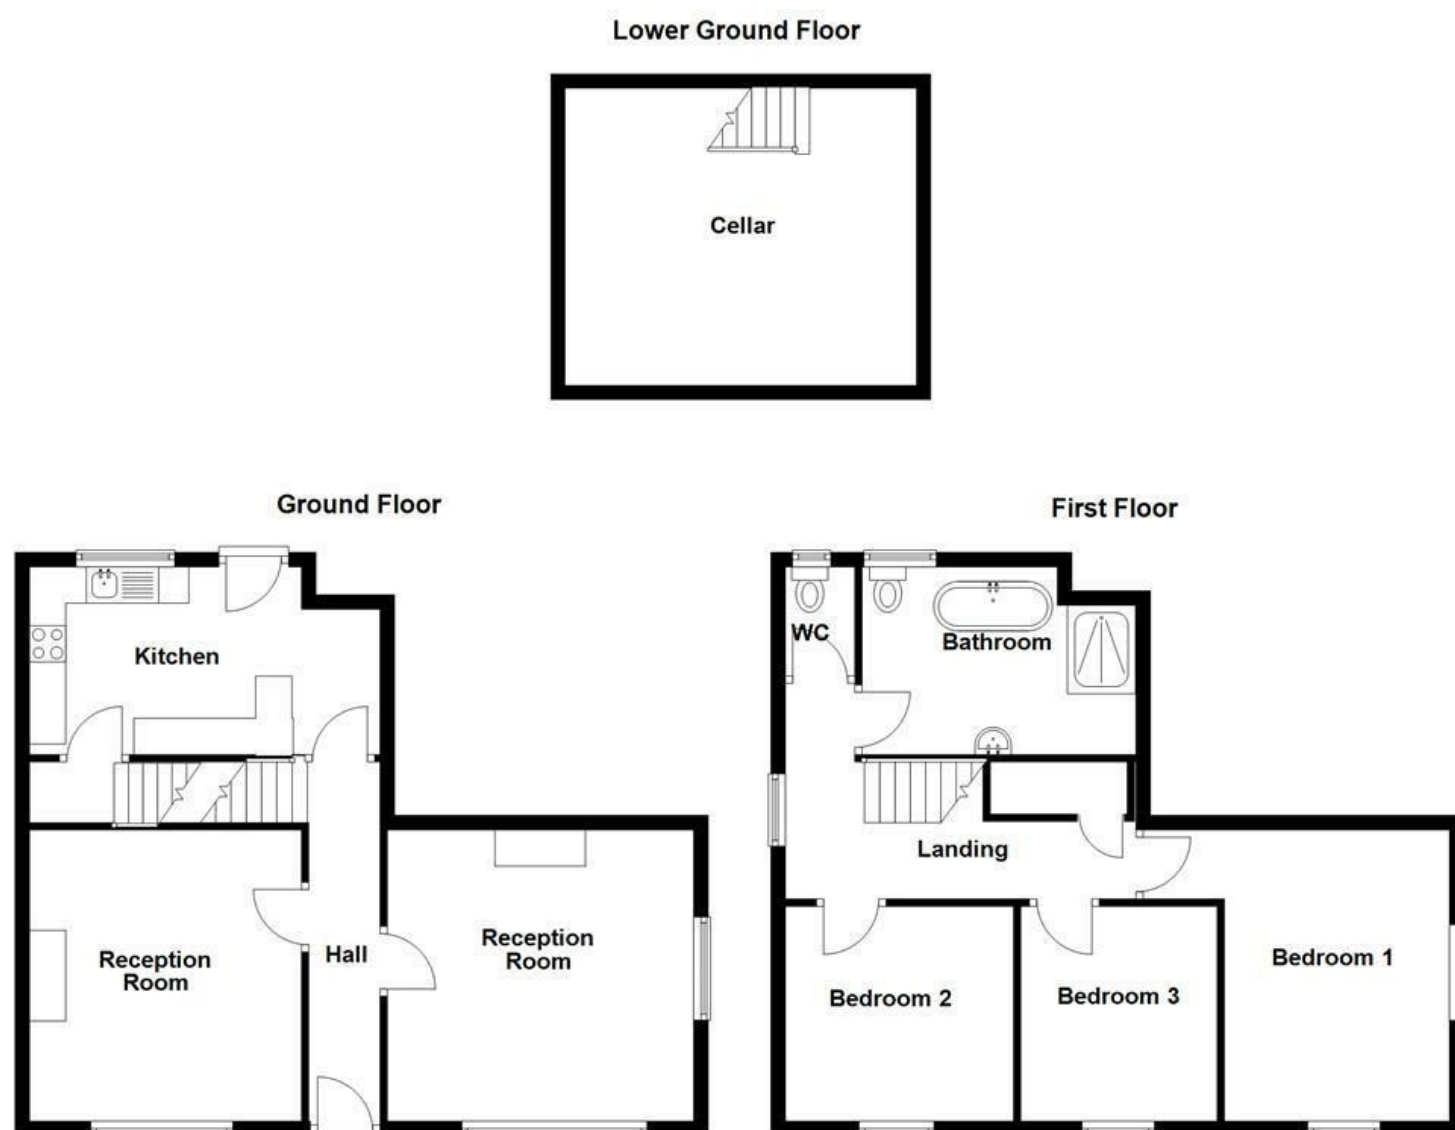 Lower Ground Floor
Cellar
Ground Floor
Kitchen
Reception
Room
Hall
Reception
Room
First Floor
WC
Bathroom
Landing
Bedroom 1
Bedroom 2
Bedroom 3